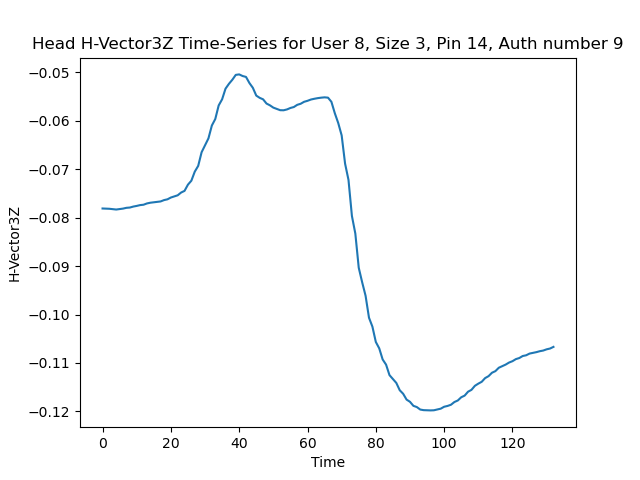 Head H-Vector3Z Time-Series for User 8, Size 3, Pin 14, Auth number 9
−0.05
−0.06
−0.07
−0.08
−0.09
−0.10
−0.11
−0.12
H-Vector3Z
0 20 40 60 80 100 120
Time